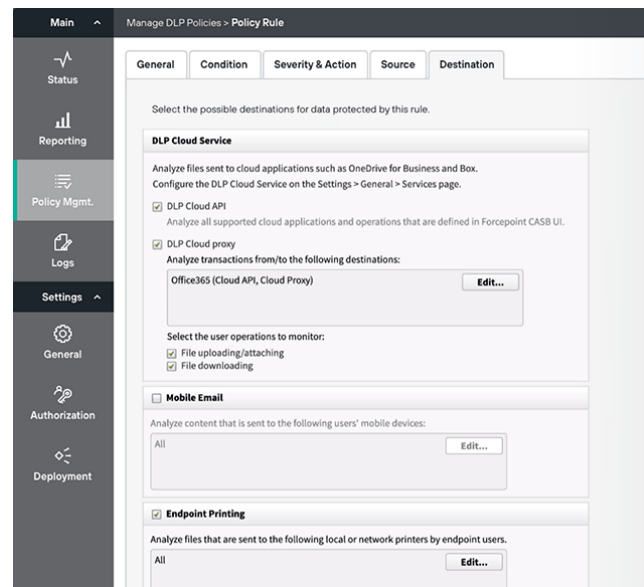 Main
Manage DLP Policies > Policy Rule
Status
Reporting
Policy Mgmt.
Logs
Settings
General
Authorization
Deployment
General
Condition
Severity & Action
Source
Destination
Select the possible destinations for data protected by this rule.
DLP Cloud Service
Analyze files sent to cloud applications such as OneDrive for Business and Box.
Configure the DLP Cloud Service on the Settings > General > Services page.
DLP Cloud API
Analyze all supported cloud applications and operations that are defined in Forcepoint CASB UI.
DLP Cloud proxy
Analyze transactions from/to the following destinations:
Office365 (Cloud API, Cloud Proxy)
Edit...
Select the user operations to monitor:
File uploading/attaching
File downloading
Mobile Email
Analyze content that is sent to the following users' mobile devices:
All
Edit...
Endpoint Printing
Analyze files that are sent to the following local or network printers by endpoint users.
All
Edit...